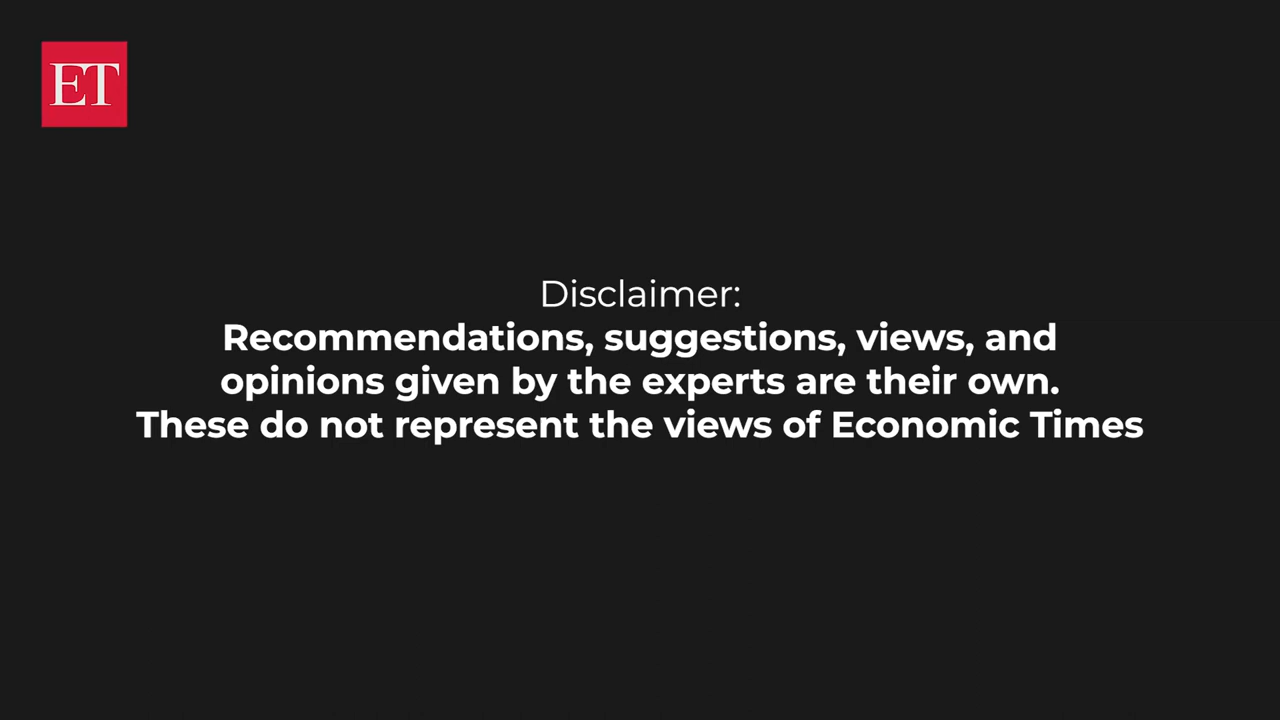 ET
Disclaimer:
Recommendations, suggestions, views, and
opinions given by the experts are their own.
These do not represent the views of Economic Times